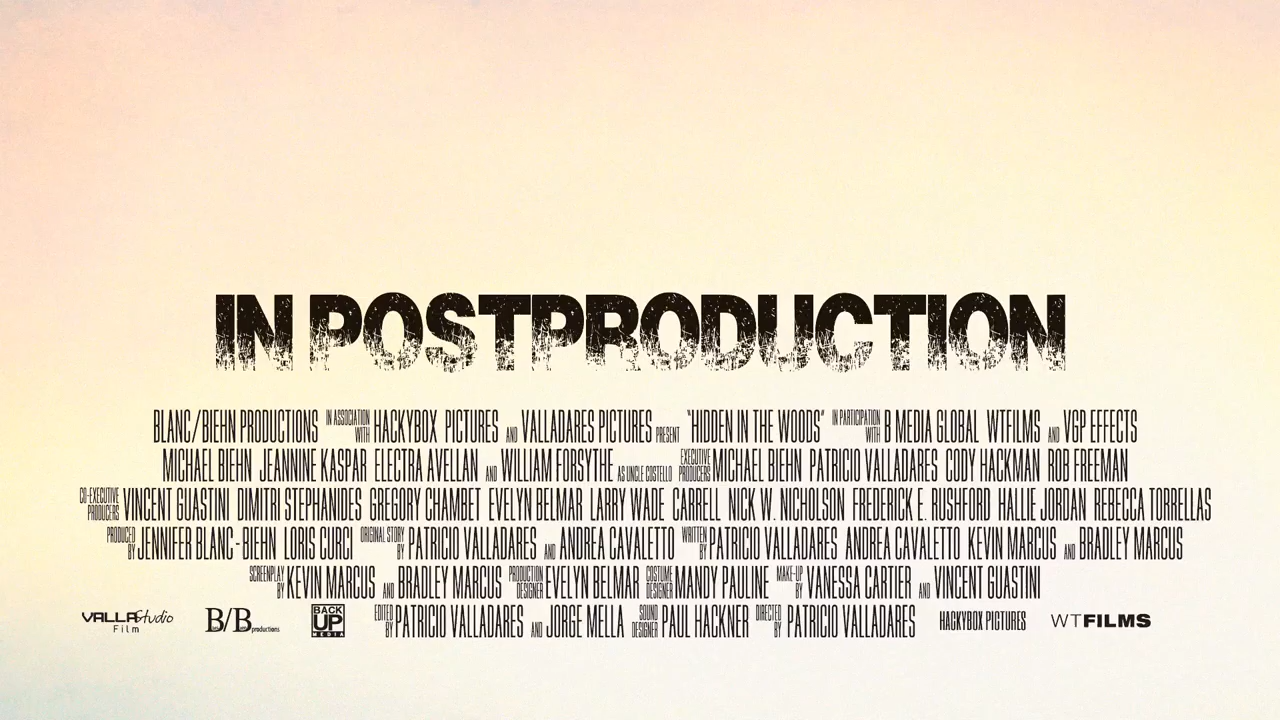 IN POSTPRODUCTION
BLANC/BIEHN PRODUCTIONS IN ASSOCIATION WITH HACKYBOX PICTURES AND VALLADARES PICTURES PRESENT "HIDDEN IN THE WOODS" IN PARTICIPATION WITH B MEDIA GLOBAL WTFILMS AND VGP EFFECTS
MICHAEL BIEHN JEANNINE KASPAR ELECTRA AVELLAN AND WILLIAM FORSYTHE AS UNCLE COSTELLO EXECUTIVE PRODUCERS MICHAEL BIEHN PATRICIO VALLADARES CODY HACKMAN ROB FREEMAN
CO-EXECUTIVE PRODUCERS VINCENT GUASTINI DIMITRI STEPHANIDES GREGORY CHAMBET EVELYN BELMAR LARRY WADE CARRELL NICK W. NICHOLSON FREDERICK E. RUSHFORD HALLIE JORDAN REBECCA TORRELLAS
PRODUCED BY JENNIFER BLANC-BIEHN LORIS CURCI ORIGINAL STORY BY PATRICIO VALLADARES AND ANDREA CAVALETTO WRITTEN BY PATRICIO VALLADARES ANDREA CAVALETTO KEVIN MARCUS AND BRADLEY MARCUS
SCREENPLAY BY KEVIN MARCUS AND BRADLEY MARCUS PRODUCTION DESIGNER EVELYN BELMAR COSTUME DESIGNER MANDY PAULINE MAKE-UP BY VANESSA CARTIER AND VINCENT GUASTINI
VALLAStudio Film B/B productions BACK UP MEDIA EDITED BY PATRICIO VALLADARES AND JORGE MELLA SOUND DESIGNER PAUL HACKNER DIRECTED BY PATRICIO VALLADARES HACKYBOX PICTURES WTFILMS